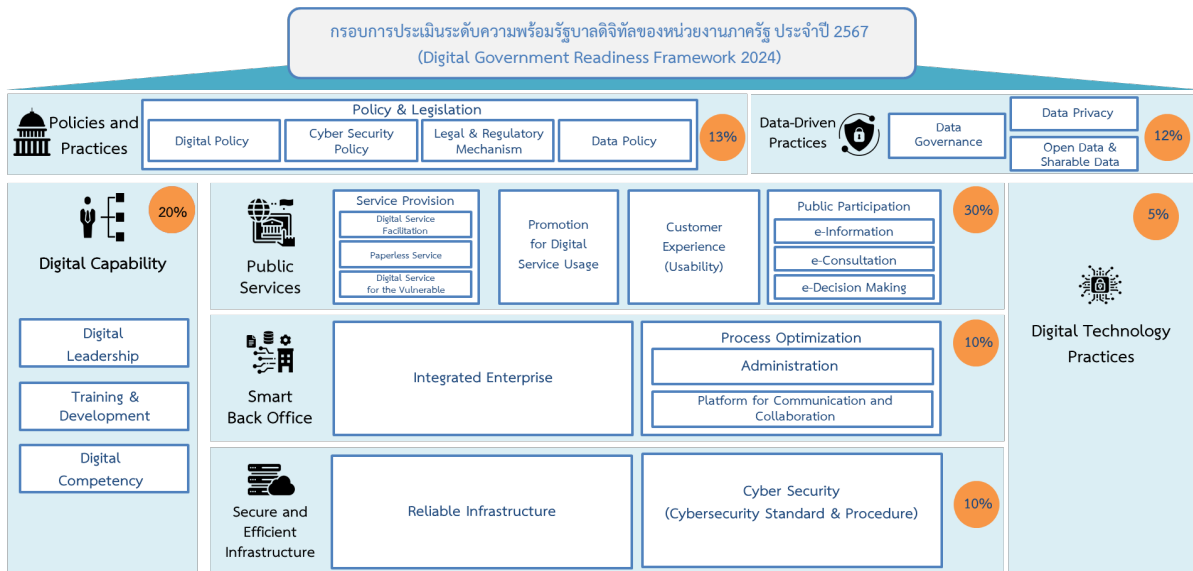 กรอบการประเมินระดับความพร้อมรัฐบาลดิจิทัลของหน่วยงานภาครัฐ ประจำปี 2567
(Digital Government Readiness Framework 2024)
Policies and
Practices
Policy & Legislation
Digital Policy
Cyber Security
Policy
Legal & Regulatory
Mechanism
Data Policy
13%
Data-Driven
Practices
Data
Governance
Data Privacy
Open Data &
Sharable Data
12%
20%
Digital Capability
Digital
Leadership
Training &
Development
Digital
Competency
Public
Services
Service Provision
Digital Service
Facilitation
Paperless Service
Digital Service
for the Vulnerable
Promotion
for Digital
Service Usage
Customer
Experience
(Usability)
Public Participation
e-Information
e-Consultation
e-Decision Making
30%
Smart
Back Office
Integrated Enterprise
Process Optimization
Administration
Platform for Communication and
Collaboration
10%
Secure and
Efficient
Infrastructure
Reliable Infrastructure
Cyber Security
(Cybersecurity Standard & Procedure)
10%
5%
Digital Technology
Practices